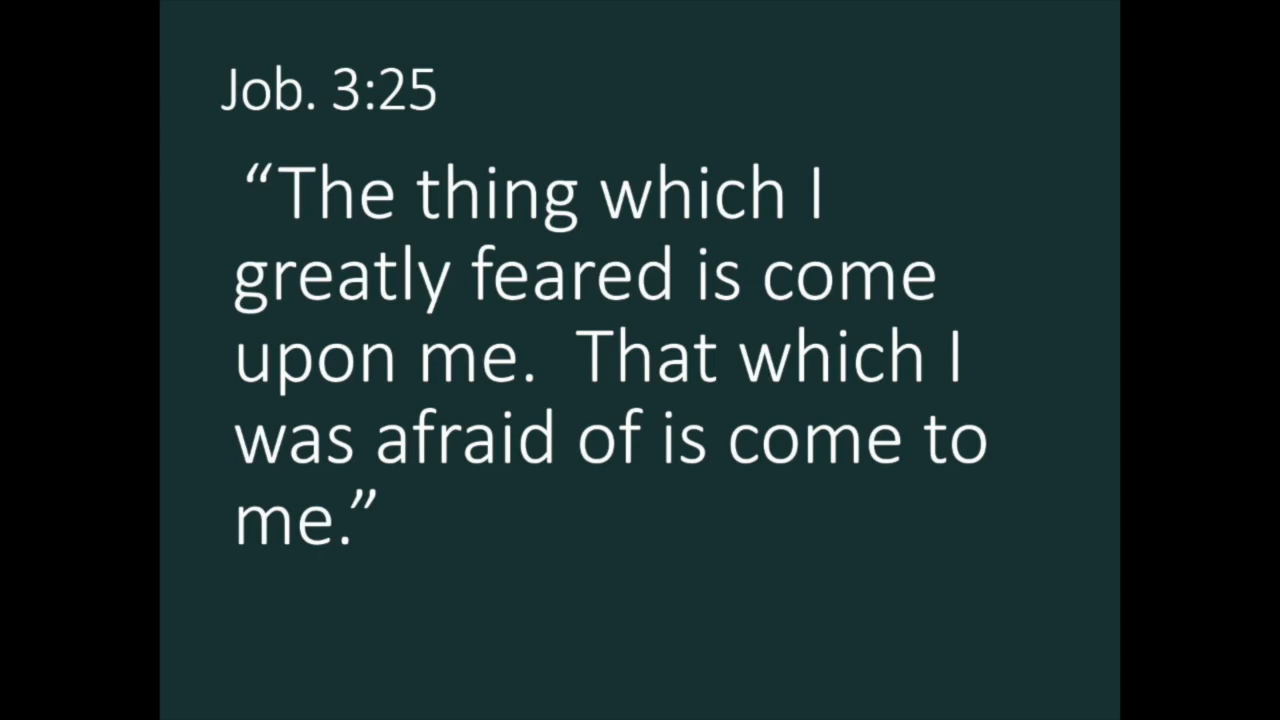 Job. 3:25
“The thing which I
greatly feared is come
upon me.  That which I
was afraid of is come to
me.”